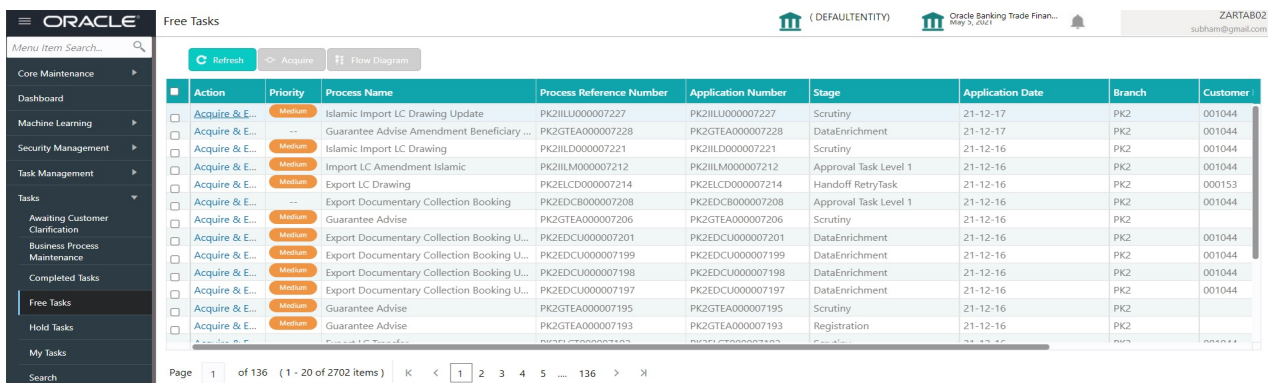 ORACLE Free Tasks ( DEFAULTENTITY) Oracle Banking Trade Finan... ZARTAB02
May 5, 2021 subham@gmail.com
Menu Item Search...
Core Maintenance
Dashboard
Machine Learning
Security Management
Task Management
Tasks
Awaiting Customer
Clarification
Business Process
Maintenance
Completed Tasks
Free Tasks
Hold Tasks
My Tasks
Search
Refresh Acquire Flow Diagram
Action Priority Process Name Process Reference Number Application Number Stage Application Date Branch Customer
Acquire & E... Medium Islamic Import LC Drawing Update PK2IILU000007227 PK2IILU000007227 Scrutiny 21-12-17 PK2 001044
Acquire & E... -- Guarantee Advise Amendment Beneficiary ... PK2GTEA000007228 PK2GTEA000007228 DataEnrichment 21-12-17 PK2 001044
Acquire & E... Medium Islamic Import LC Drawing PK2IILD000007221 PK2IILD000007221 Scrutiny 21-12-16 PK2 001044
Acquire & E... Medium Import LC Amendment Islamic PK2IILM000007212 PK2IILM000007212 Approval Task Level 1 21-12-16 PK2 001044
Acquire & E... Medium Export LC Drawing PK2ELCD000007214 PK2ELCD000007214 Handoff RetryTask 21-12-16 PK2 000153
Acquire & E... -- Export Documentary Collection Booking PK2EDCB000007208 PK2EDCB000007208 Approval Task Level 1 21-12-16 PK2 001044
Acquire & E... Medium Guarantee Advise PK2GTEA000007206 PK2GTEA000007206 Scrutiny 21-12-16 PK2
Acquire & E... Medium Export Documentary Collection Booking U... PK2EDCU000007201 PK2EDCU000007201 DataEnrichment 21-12-16 PK2 001044
Acquire & E... Medium Export Documentary Collection Booking U... PK2EDCU000007199 PK2EDCU000007199 DataEnrichment 21-12-16 PK2 001044
Acquire & E... Medium Export Documentary Collection Booking U... PK2EDCU000007198 PK2EDCU000007198 DataEnrichment 21-12-16 PK2 001044
Acquire & E... Medium Export Documentary Collection Booking U... PK2EDCU000007197 PK2EDCU000007197 DataEnrichment 21-12-16 PK2 001044
Acquire & E... Medium Guarantee Advise PK2GTEA000007195 PK2GTEA000007195 Scrutiny 21-12-16 PK2
Acquire & E... Medium Guarantee Advise PK2GTEA000007193 PK2GTEA000007193 Registration 21-12-16 PK2
Page 1 of 136 (1 - 20 of 2702 items) 1 2 3 4 5 .... 136